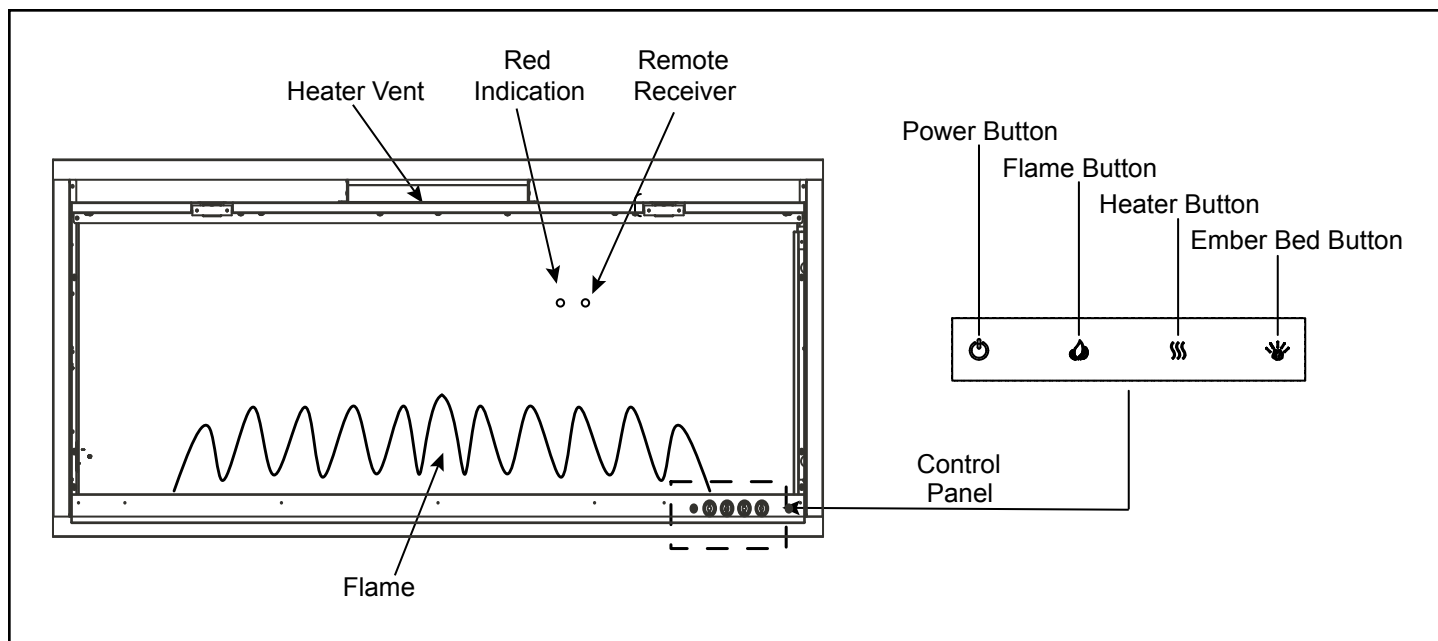 Red
Indication
Remote
Receiver
Heater Vent
Power Button
Flame Button
Heater Button
Ember Bed Button
Control
Panel
Flame